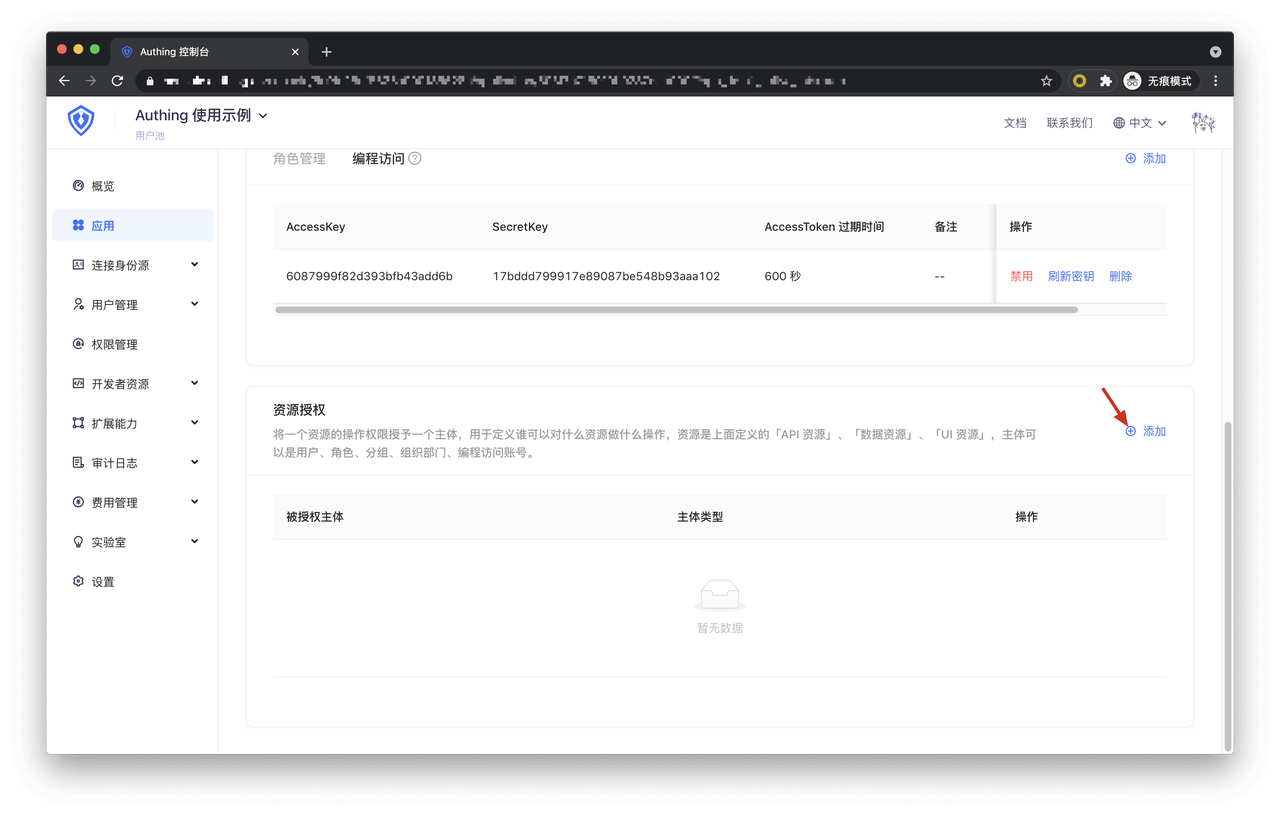 Authing 控制台
无痕模式
Authing 使用示例
用户池
文档 联系我们 中文
概览
应用
连接身份源
用户管理
权限管理
开发者资源
扩展能力
审计日志
费用管理
实验室
设置
角色管理 编程访问 添加
AccessKey SecretKey AccessToken 过期时间 备注 操作
6087999f82d393bfb43add6b 17bddd799917e89087be548b93aaa102 600 秒 -- 禁用 刷新密钥 删除
资源授权
将一个资源的操作权限授予一个主体，用于定义谁可以对什么资源做什么操作，资源是上面定义的「API 资源」、「数据资源」、「UI 资源」，主体可
以是用户、角色、分组、组织部门、编程访问账号。
添加
被授权主体 主体类型 操作
暂无数据